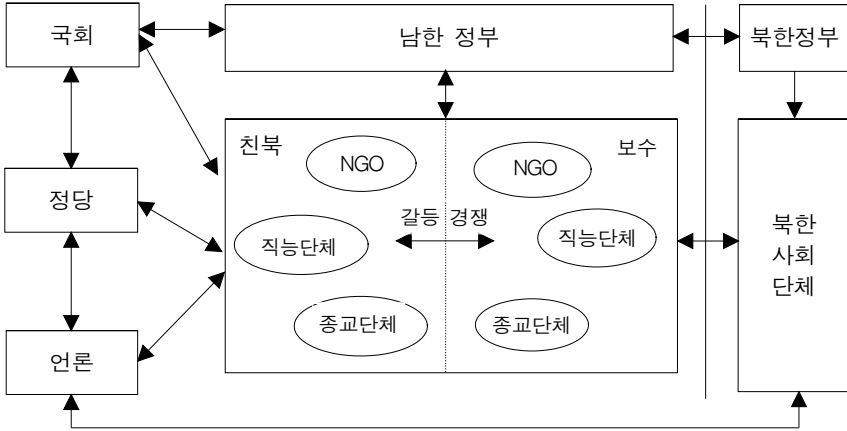 국회
남한 정부
북한정부
친북
보수
NGO
NGO
정당
갈등 경쟁
직능단체
직능단체
북한
사회
단체
종교단체
종교단체
언론